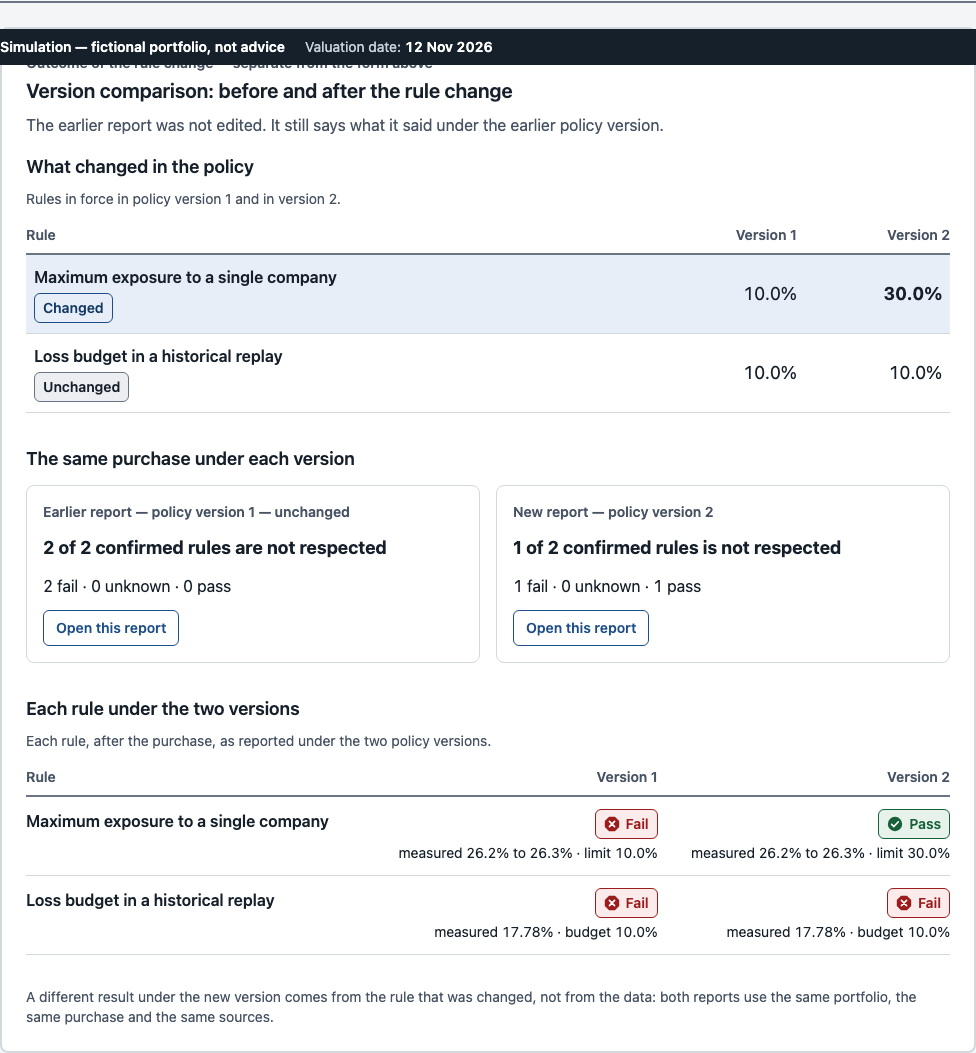 Simulation — fictional portfolio, not advice Valuation date: 12 Nov 2026
Outcome of the rule change — separate from the form above
Version comparison: before and after the rule change
The earlier report was not edited. It still says what it said under the earlier policy version.
What changed in the policy
Rules in force in policy version 1 and in version 2.
Rule Version 1 Version 2
Maximum exposure to a single company
Changed
10.0% 30.0%
Loss budget in a historical replay
Unchanged
10.0% 10.0%
The same purchase under each version
Earlier report — policy version 1 — unchanged
2 of 2 confirmed rules are not respected
2 fail · 0 unknown · 0 pass
Open this report
New report — policy version 2
1 of 2 confirmed rules is not respected
1 fail · 0 unknown · 1 pass
Open this report
Each rule under the two versions
Each rule, after the purchase, as reported under the two policy versions.
Rule Version 1 Version 2
Maximum exposure to a single company Fail Pass
measured 26.2% to 26.3% · limit 10.0% measured 26.2% to 26.3% · limit 30.0%
Loss budget in a historical replay Fail Fail
measured 17.78% · budget 10.0% measured 17.78% · budget 10.0%
A different result under the new version comes from the rule that was changed, not from the data: both reports use the same portfolio, the
same purchase and the same sources.